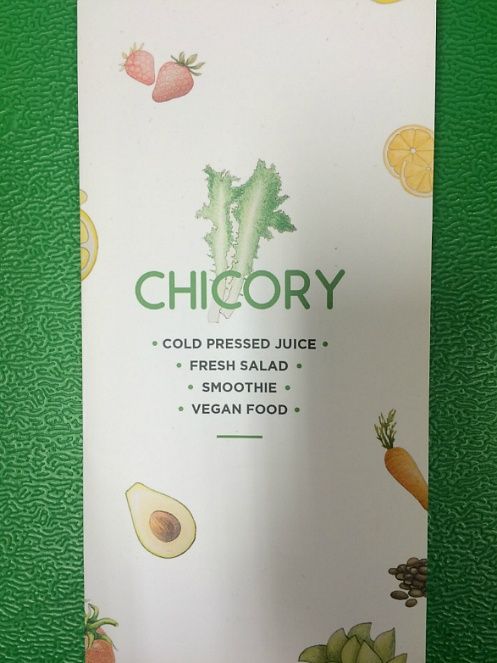 CHICORY
• COLD PRESSED JUICE •
• FRESH SALAD •
• SMOOTHIE •
• VEGAN FOOD •